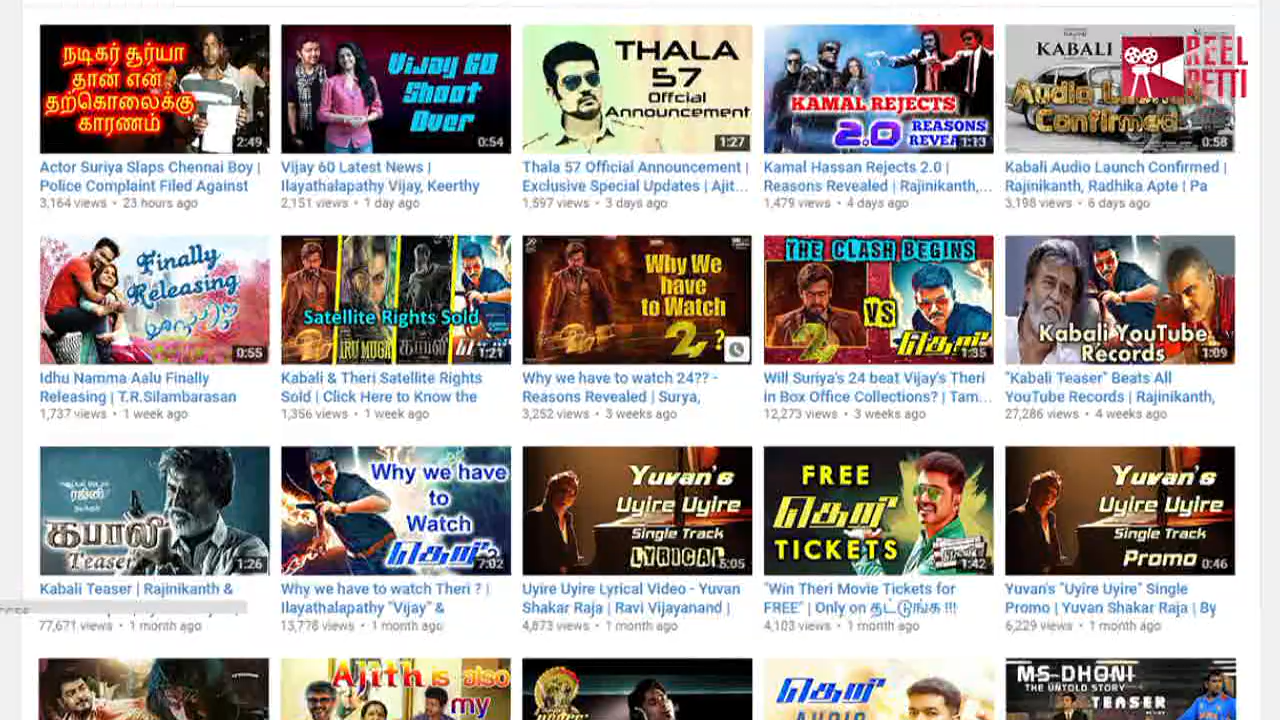 நடிகர் சூர்யா
தான் என்
தற்கொலைக்கு
காரணம்
2:49
Vijay 60
Shoot
Over
0:54
THALA
57
Offcial
Announcement
1:27
KAMAL REJECTS
2.0 REASONS
1:13
KABALI
Audio
Confirmed
0:58
REEL
PETTI
Actor Suriya Slaps Chennai Boy |
Police Complaint Filed Against
3,164 views • 23 hours ago
Vijay 60 Latest News |
Ilayathalapathy Vijay, Keerthy
2,151 views • 1 day ago
Thala 57 Official Announcement |
Exclusive Special Updates | Ajit...
1,597 views • 3 days ago
Kamal Hassan Rejects 2.0 |
Reasons Revealed | Rajinikanth,...
1,479 views • 4 days ago
Kabali Audio Launch Confirmed |
Rajinikanth, Radhika Apte | Pa
3,198 views • 6 days ago
Finally
Releasing
0:55
Satellite Rights Sold
24
IRU MUGAN
கபாலி
தெறி
1:21
Why We
have
to Watch
24 ?
THE CLASH BEGINS
VS
24
தெறி
1:35
Kabali YouTube
Records
1:09
Idhu Namma Aalu Finally
Releasing | T.R.Silambarasan
1,737 views • 1 week ago
Kabali & Theri Satellite Rights
Sold | Click Here to Know the
1,356 views • 1 week ago
Why we have to watch 24?? -
Reasons Revealed | Surya,
3,252 views • 3 weeks ago
Will Suriya's 24 beat Vijay's Theri
in Box Office Collections? | Tam...
12,273 views • 3 weeks ago
"Kabali Teaser" Beats All
YouTube Records | Rajinikanth,
27,286 views • 4 weeks ago
ரஜினி
கபாலி
Teaser
1:26
Why we have
to
Watch
தெறி
7:02
Yuvan's
Uyire Uyire
Single Track
LYRICAL
5:05
FREE
தெறி
TICKETS
1:42
Yuvan's
Uyire Uyire
Single Track
Promo
0:46
Kabali Teaser | Rajinikanth &
77,671 views • 1 month ago
Why we have to watch Theri ? |
Ilayathalapathy "Vijay" &
13,778 views • 1 month ago
Uyire Uyire Lyrical Video - Yuvan
Shakar Raja | Ravi Vijayanand |
4,873 views • 1 month ago
"Win Theri Movie Tickets for
FREE" | Only on தட்டுங்க !!!
4,103 views • 1 month ago
Yuvan's "Uyire Uyire" Single
Promo | Yuvan Shakar Raja | By
6,229 views • 1 month ago
Ajith is also
my
தெறி
AUDIO
MS DHONI
THE UNTOLD STORY
TEASER